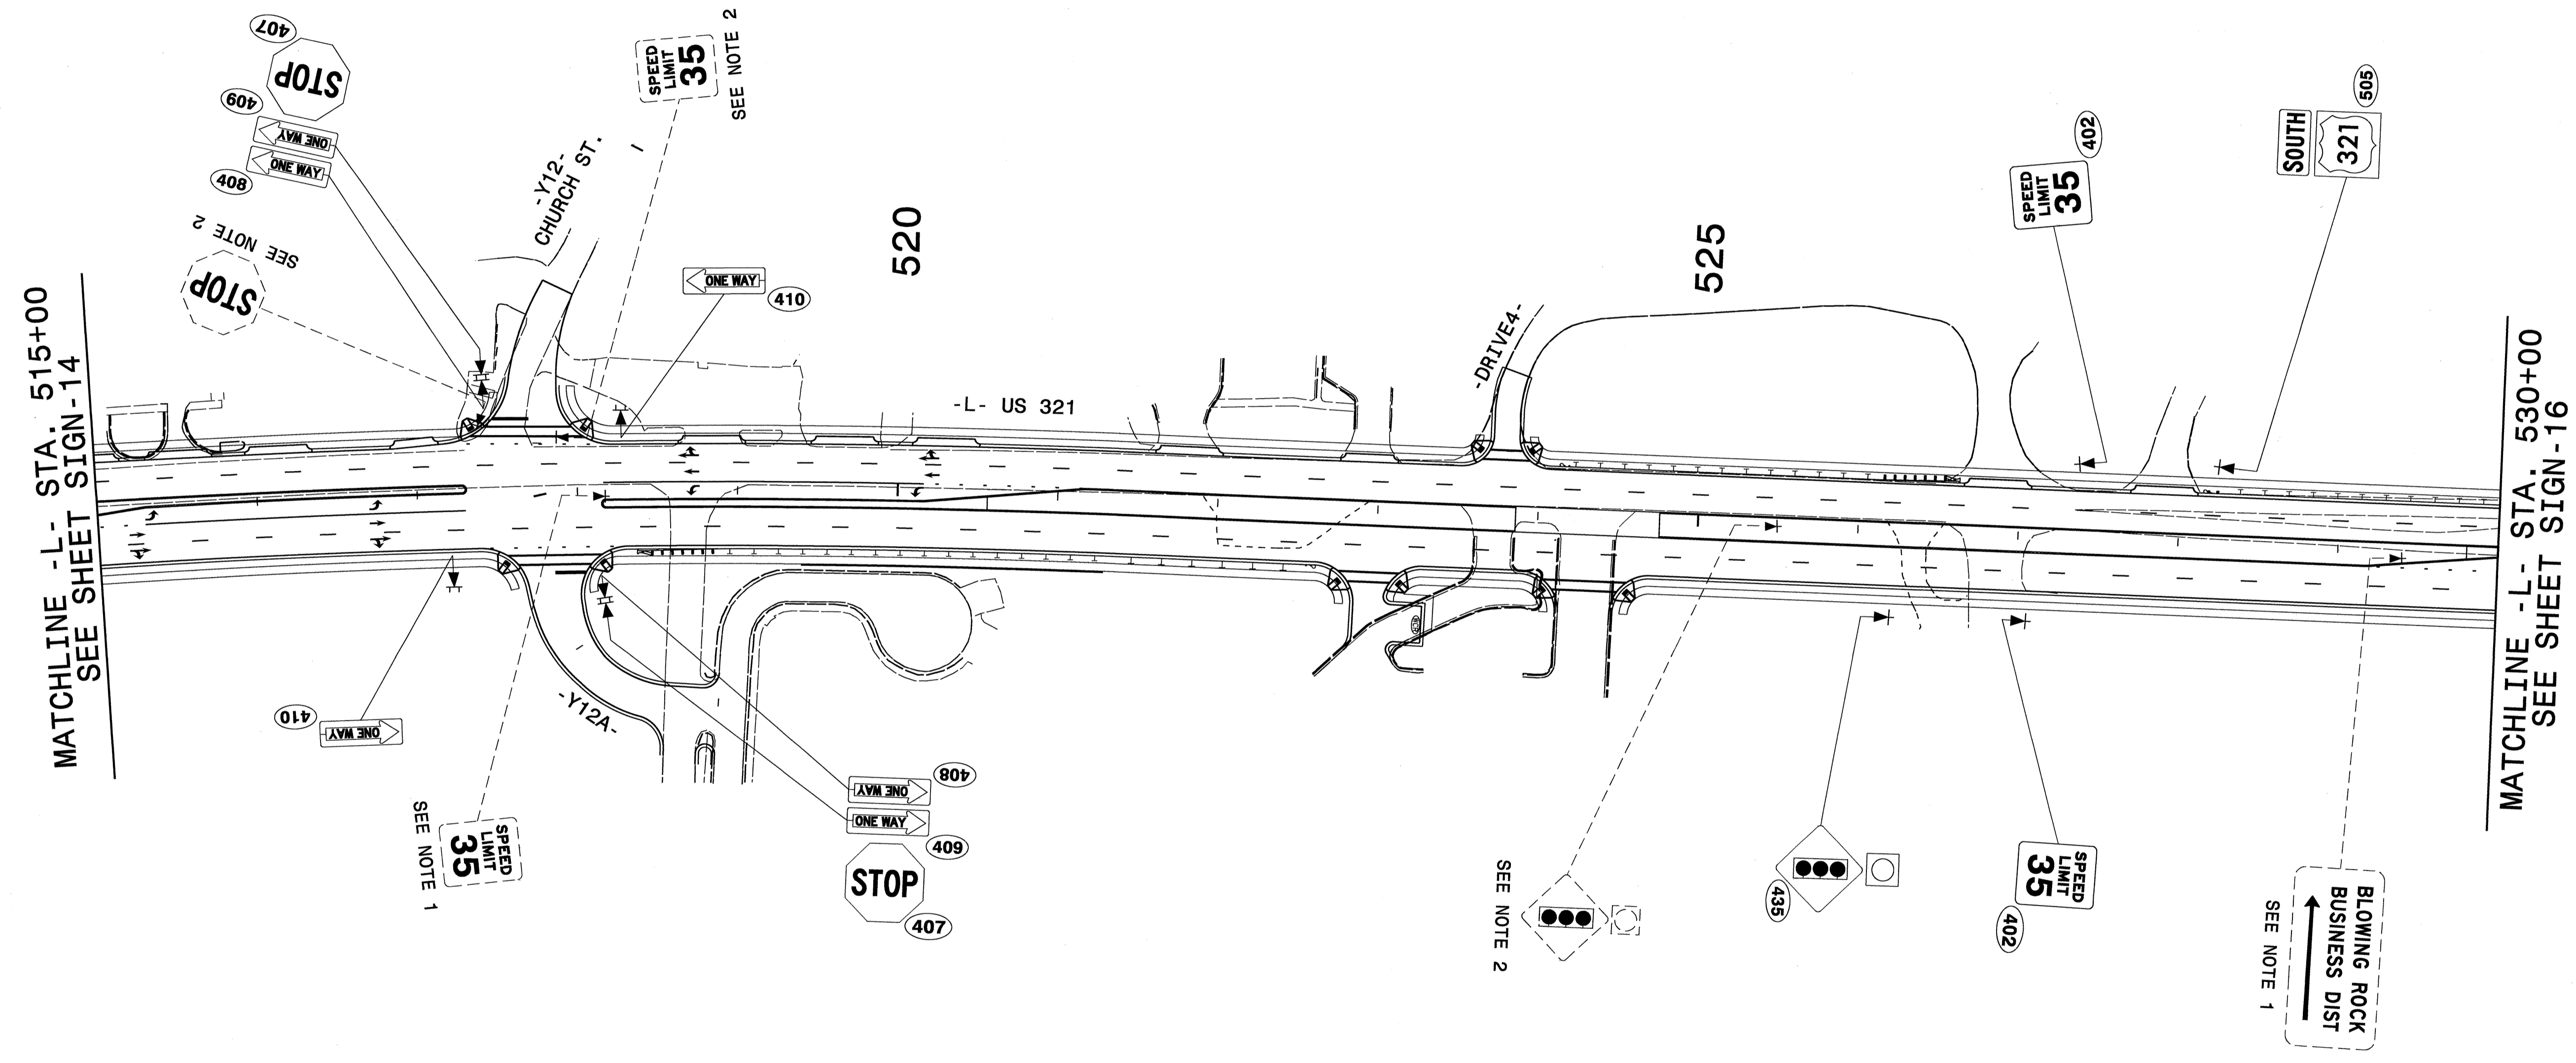 MATCHLINE -L- STA. 515+00
SEE SHEET SIGN-14
407
STOP
409
ONE WAY
ONE WAY
408
SEE NOTE 2
STOP
-Y12-
CHURCH ST.
SPEED
LIMIT
35
SEE NOTE 2
ONE WAY
410
520
-L- US 321
-DRIVE4-
525
402
SPEED
LIMIT
35
505
SOUTH
321
MATCHLINE -L- STA. 530+00
SEE SHEET SIGN-16
410
ONE WAY
-Y12A-
SEE NOTE 1
SPEED
LIMIT
35
408
ONE WAY
ONE WAY
409
STOP
407
SEE NOTE 2
435
SPEED
LIMIT
35
402
SEE NOTE 1
BLOWING ROCK
BUSINESS DIST